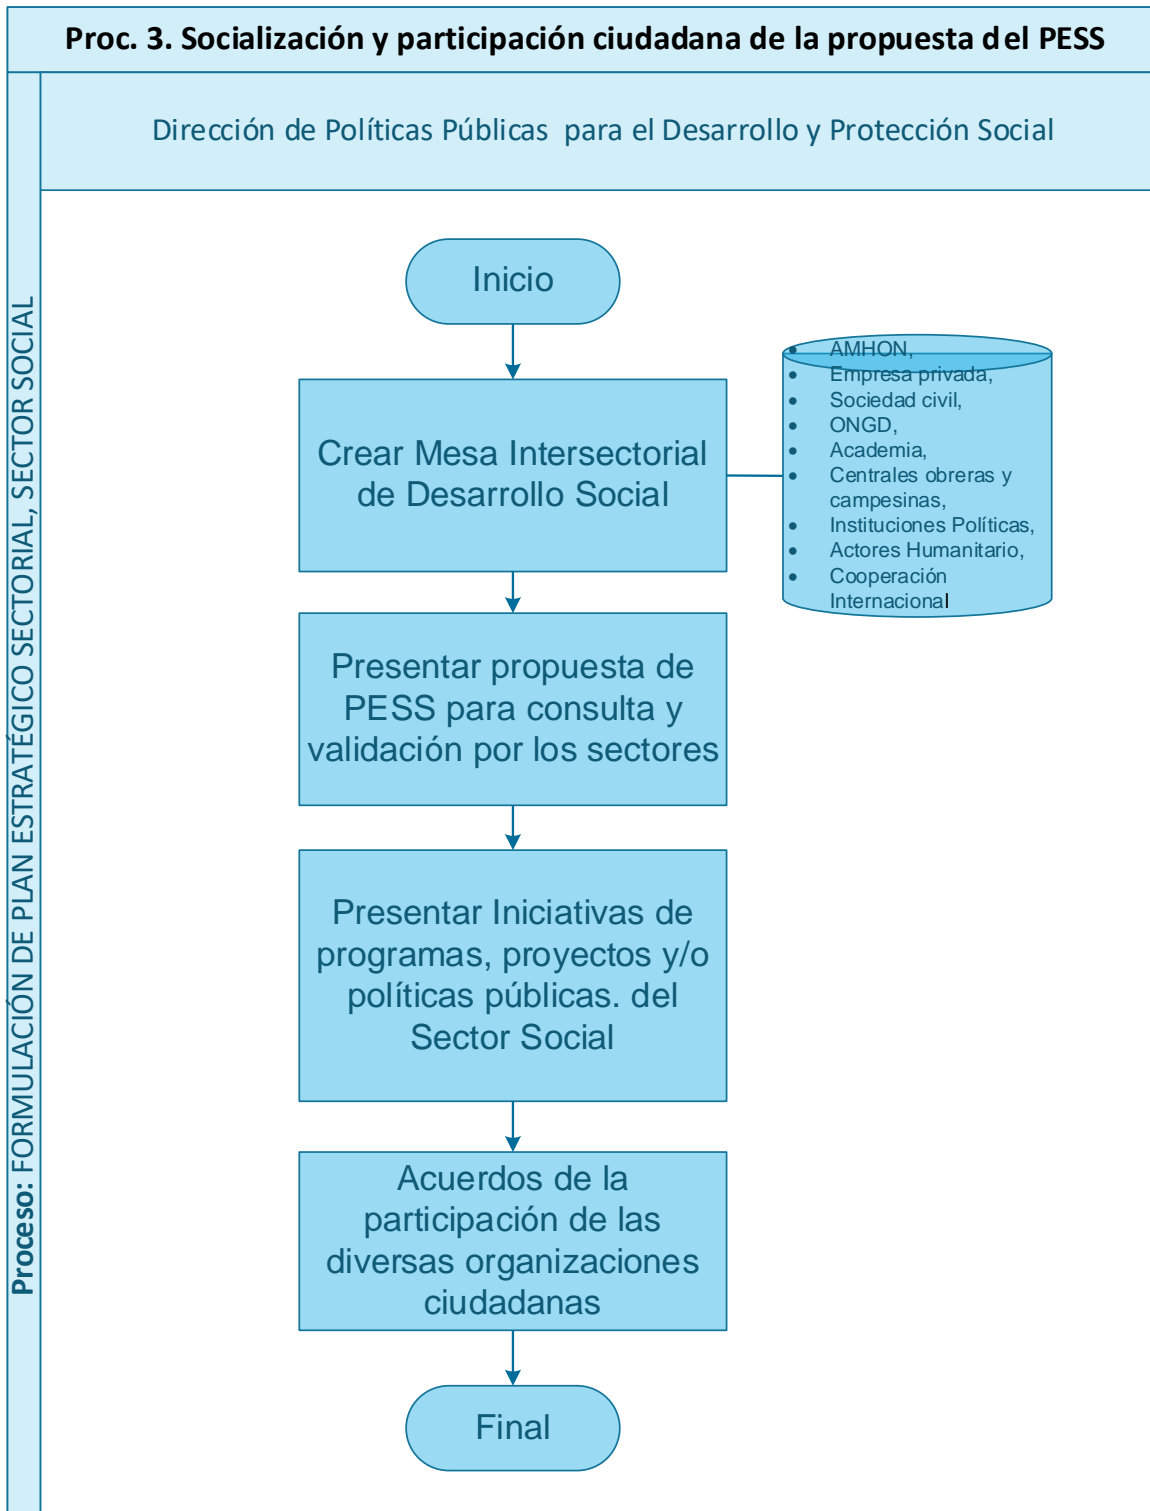 Proc. 3. Socialización y participación ciudadana de la propuesta del PESS
Dirección de Políticas Públicas para el Desarrollo y Protección Social
Proceso: FORMULACIÓN DE PLAN ESTRATÉGICO SECTORIAL, SECTOR SOCIAL
Inicio
Crear Mesa Intersectorial
de Desarrollo Social
• AMHON,
• Empresa privada,
• Sociedad civil,
• ONGD,
• Academia,
• Centrales obreras y
campesinas,
• Instituciones Políticas,
• Actores Humanitario,
• Cooperación
Internacional
Presentar propuesta de
PESS para consulta y
validación por los sectores
Presentar Iniciativas de
programas, proyectos y/o
políticas públicas. del
Sector Social
Acuerdos de la
participación de las
diversas organizaciones
ciudadanas
Final